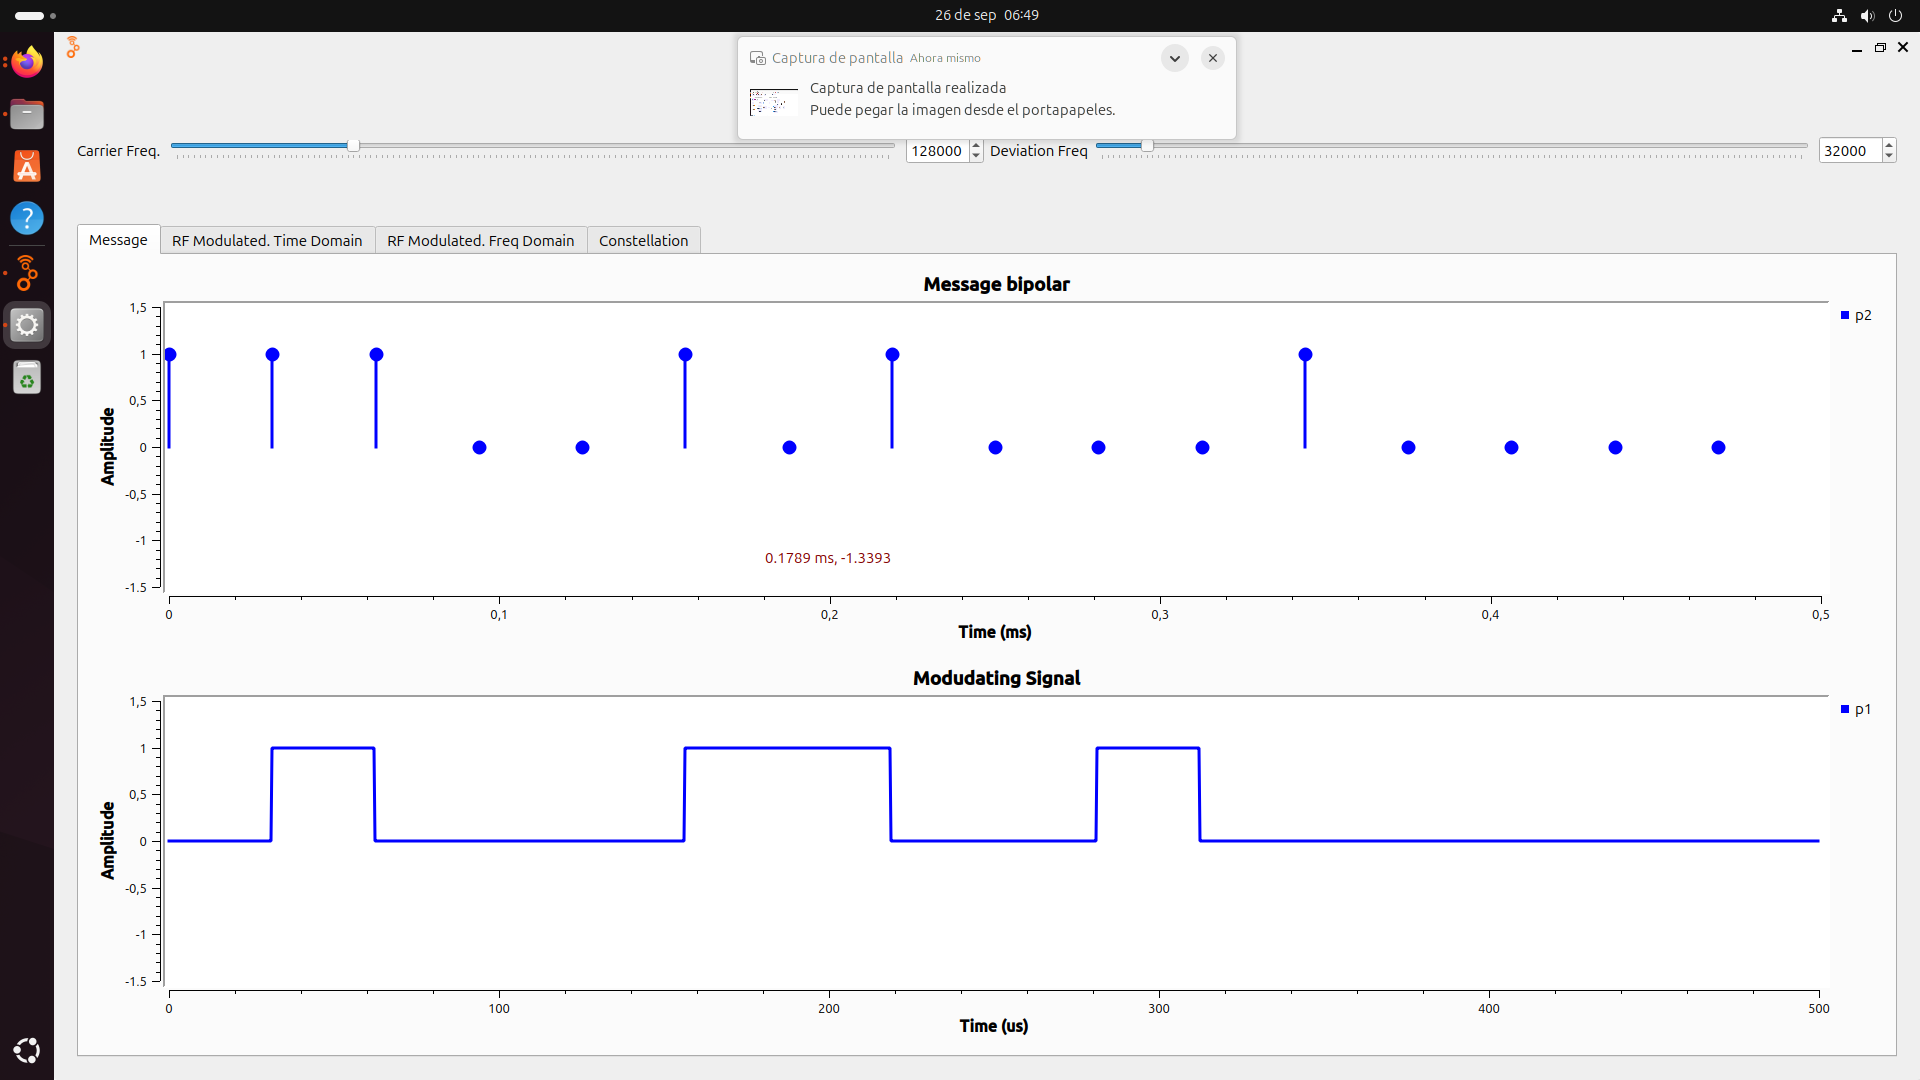 26 de sep 06:49
Captura de pantalla Ahora mismo
Captura de pantalla realizada
Puede pegar la imagen desde el portapapeles.
Carrier Freq.
128000
Deviation Freq
32000
Message
RF Modulated. Time Domain
RF Modulated. Freq Domain
Constellation
Message bipolar
p2
Amplitude
1,5
1
0,5
0
-0,5
-1
-1.5
0.1789 ms, -1.3393
0
0,1
0,2
0,3
0,4
0,5
Time (ms)
Modudating Signal
p1
Amplitude
1,5
1
0,5
0
-0,5
-1
-1.5
0
100
200
300
400
500
Time (us)